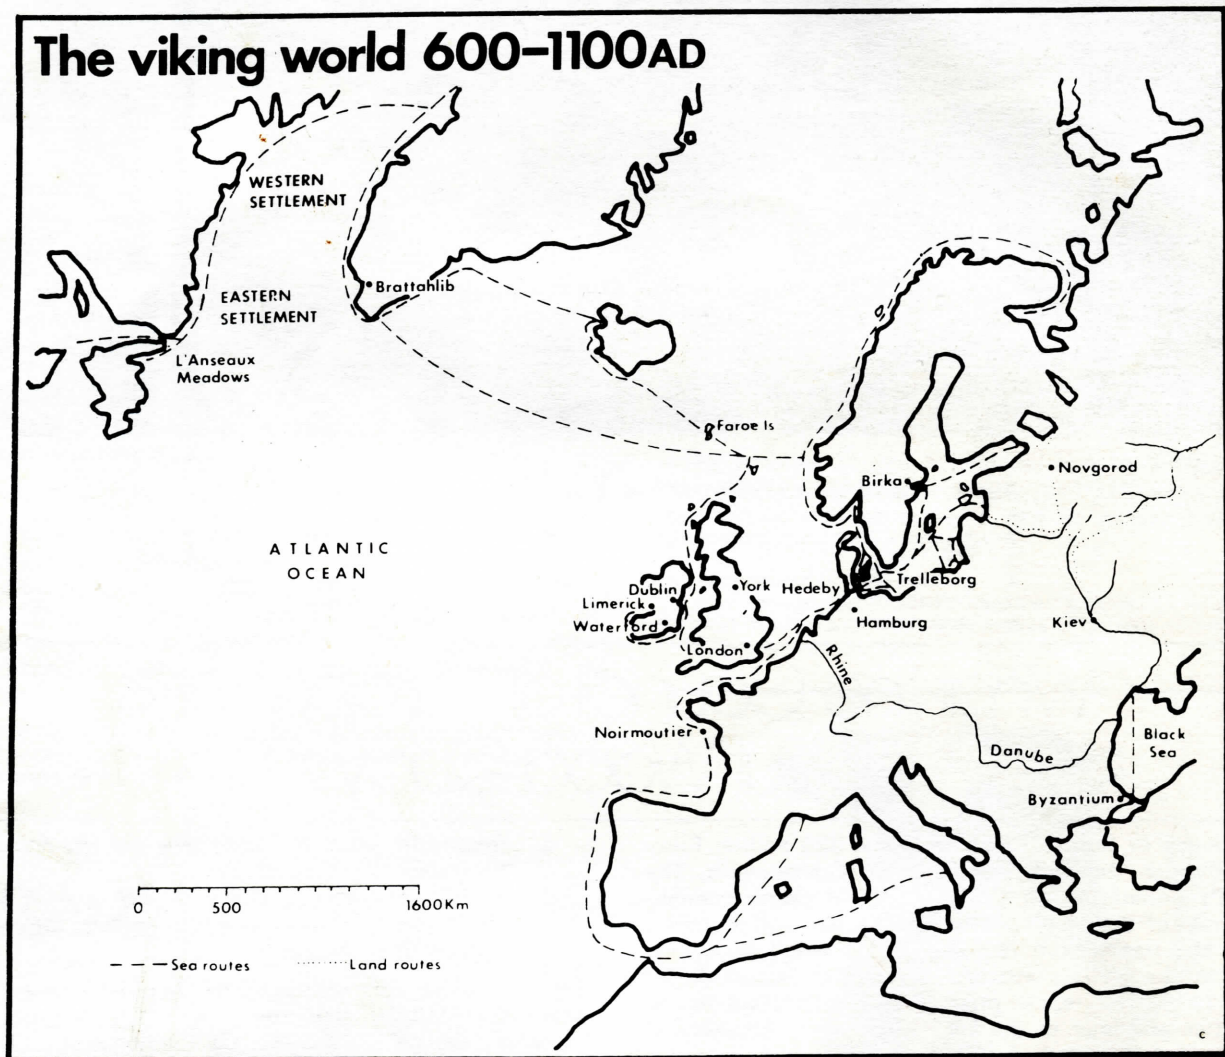 The viking world 600–1100AD
WESTERN
SETTLEMENT
Brattahlib
EASTERN
SETTLEMENT
L'Anseaux
Meadows
Faroe Is
Birka
Novgorod
ATLANTIC
OCEAN
Dublin
York
Hedeby
Trelleborg
Limerick
Waterford
Hamburg
Kiev
London
Rhine
Noirmoutier
Danube
Black
Sea
Byzantium
0 500 1600Km
Sea routes
Land routes
c